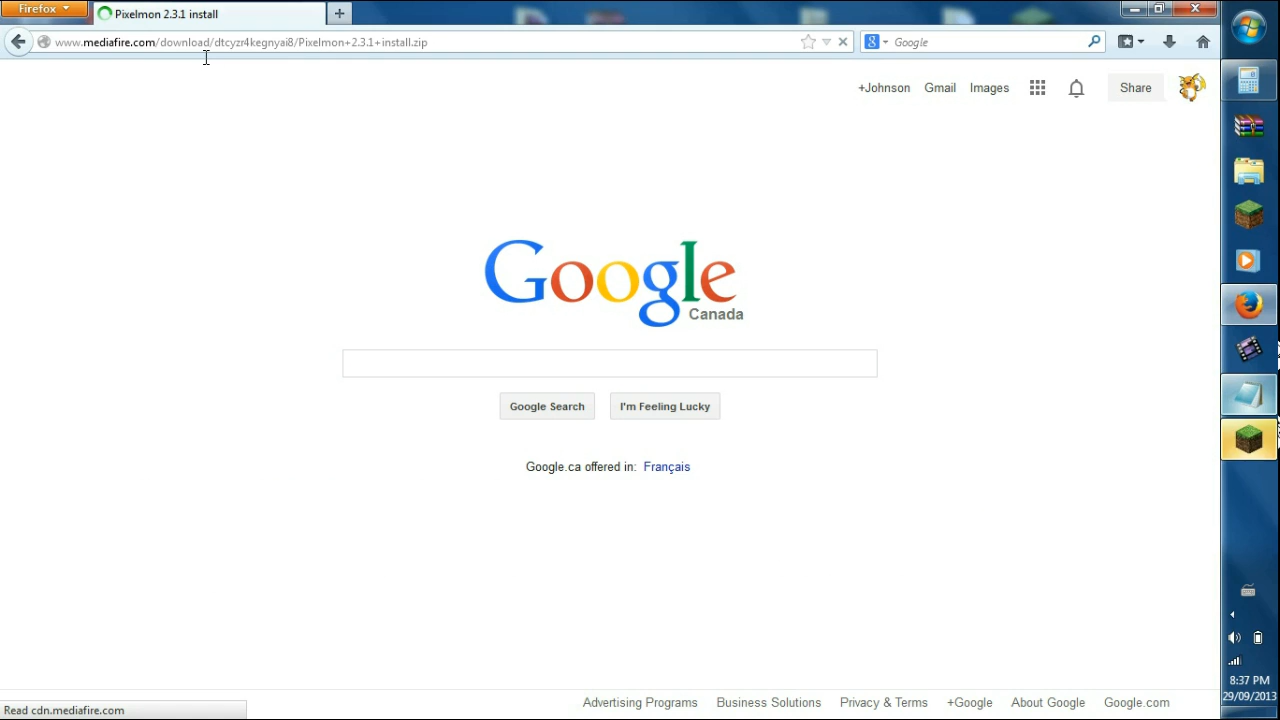 Firefox
Pixelmon 2.3.1 install
www.mediafire.com/download/dtcyzr4kegnyai8/Pixelmon+2.3.1+install.zip
Google
+Johnson
Gmail
Images
Share
Google
Canada
Google Search
I'm Feeling Lucky
Google.ca offered in: Français
Advertising Programs
Business Solutions
Privacy & Terms
+Google
About Google
Google.com
Read cdn.mediafire.com
8:37 PM
29/09/2013